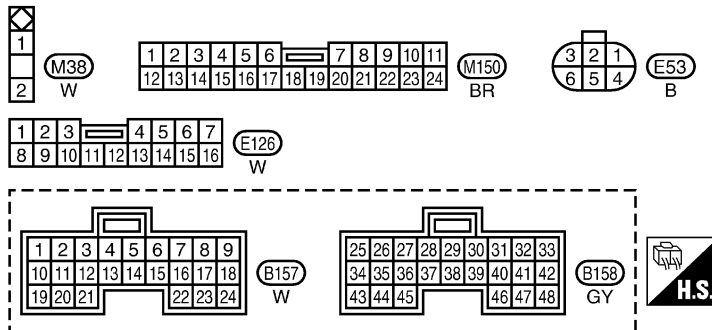 1
2
M38
W
1 2 3 4 5 6 7 8 9 10 11
12 13 14 15 16 17 18 19 20 21 22 23 24
M150
BR
3 2 1
6 5 4
E53
B
1 2 3 4 5 6 7
8 9 10 11 12 13 14 15 16
E126
W
1 2 3 4 5 6 7 8 9
10 11 12 13 14 15 16 17 18
19 20 21 22 23 24
B157
W
25 26 27 28 29 30 31 32 33
34 35 36 37 38 39 40 41 42
43 44 45 46 47 48
B158
GY
H.S.